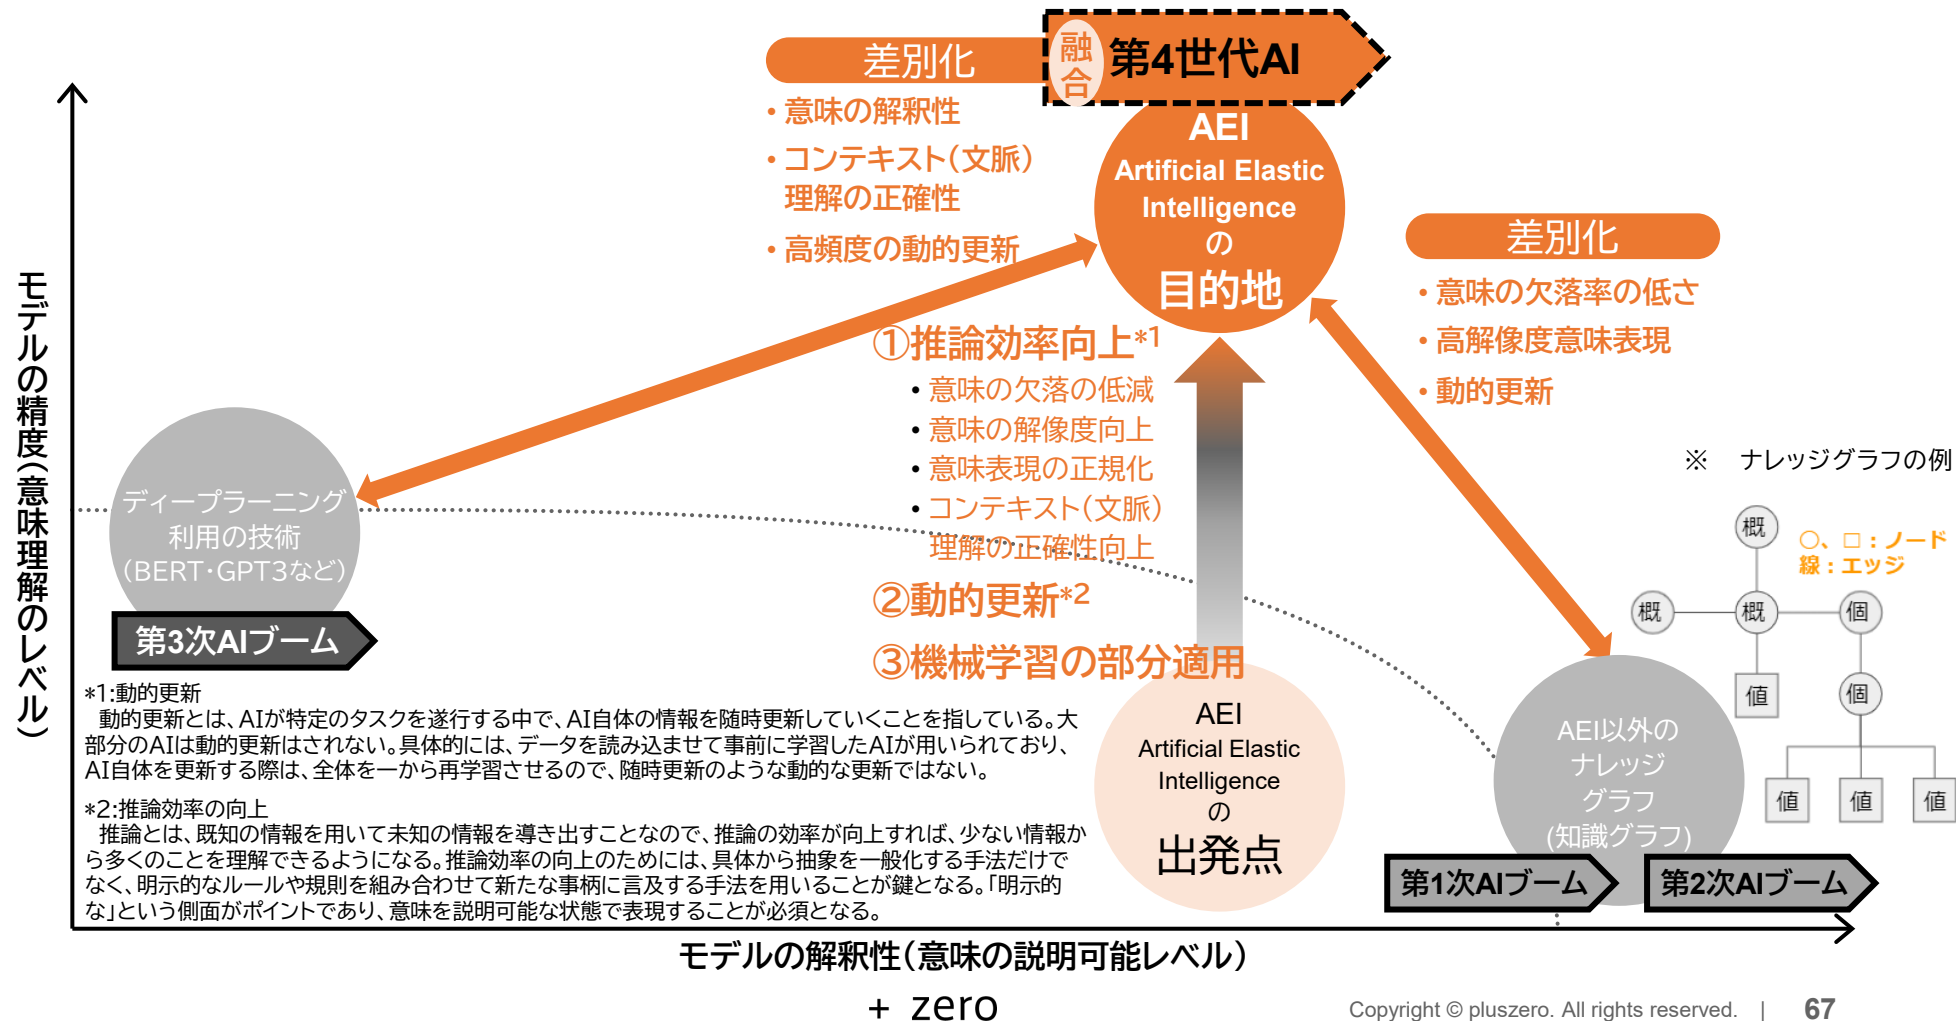 融合
第4世代AI
差別化
・意味の解釈性
・コンテキスト(文脈)
理解の正確性
・高頻度の動的更新
AEI
Artificial Elastic
Intelligence
の
目的地
差別化
・意味の欠落率の低さ
・高解像度意味表現
・動的更新
モデルの精度(意味理解のレベル)
①推論効率向上*1
・意味の欠落の低減
・意味の解像度向上
・意味表現の正規化
・コンテキスト(文脈)
理解の正確性向上
②動的更新*2
③機械学習の部分適用
ディープラーニング
利用の技術
(BERT・GPT3など)
第3次AIブーム
※ ナレッジグラフの例
概
○、□:ノード
線:エッジ
概
概
個
値
個
値
値
値
*1:動的更新
動的更新とは、AIが特定のタスクを遂行する中で、AI自体の情報を随時更新していくことを指している。大
部分のAIは動的更新はされない。具体的には、データを読み込ませて事前に学習したAIが用いられており、
AI自体を更新する際は、全体を一から再学習させるので、随時更新のような動的な更新ではない。
*2:推論効率の向上
推論とは、既知の情報を用いて未知の情報を導き出すことなので、推論の効率が向上すれば、少ない情報か
ら多くのことを理解できるようになる。推論効率の向上のためには、具体から抽象を一般化する手法だけで
なく、明示的なルールや規則を組み合わせて新たな事柄に言及する手法を用いることが鍵となる。「明示的
な」という側面がポイントであり、意味を説明可能な状態で表現することが必須となる。
AEI
Artificial Elastic
Intelligence
の
出発点
AEI以外の
ナレッジ
グラフ
(知識グラフ)
第1次AIブーム
第2次AIブーム
モデルの解釈性(意味の説明可能レベル)
+ zero
Copyright © pluszero. All rights reserved. | 67